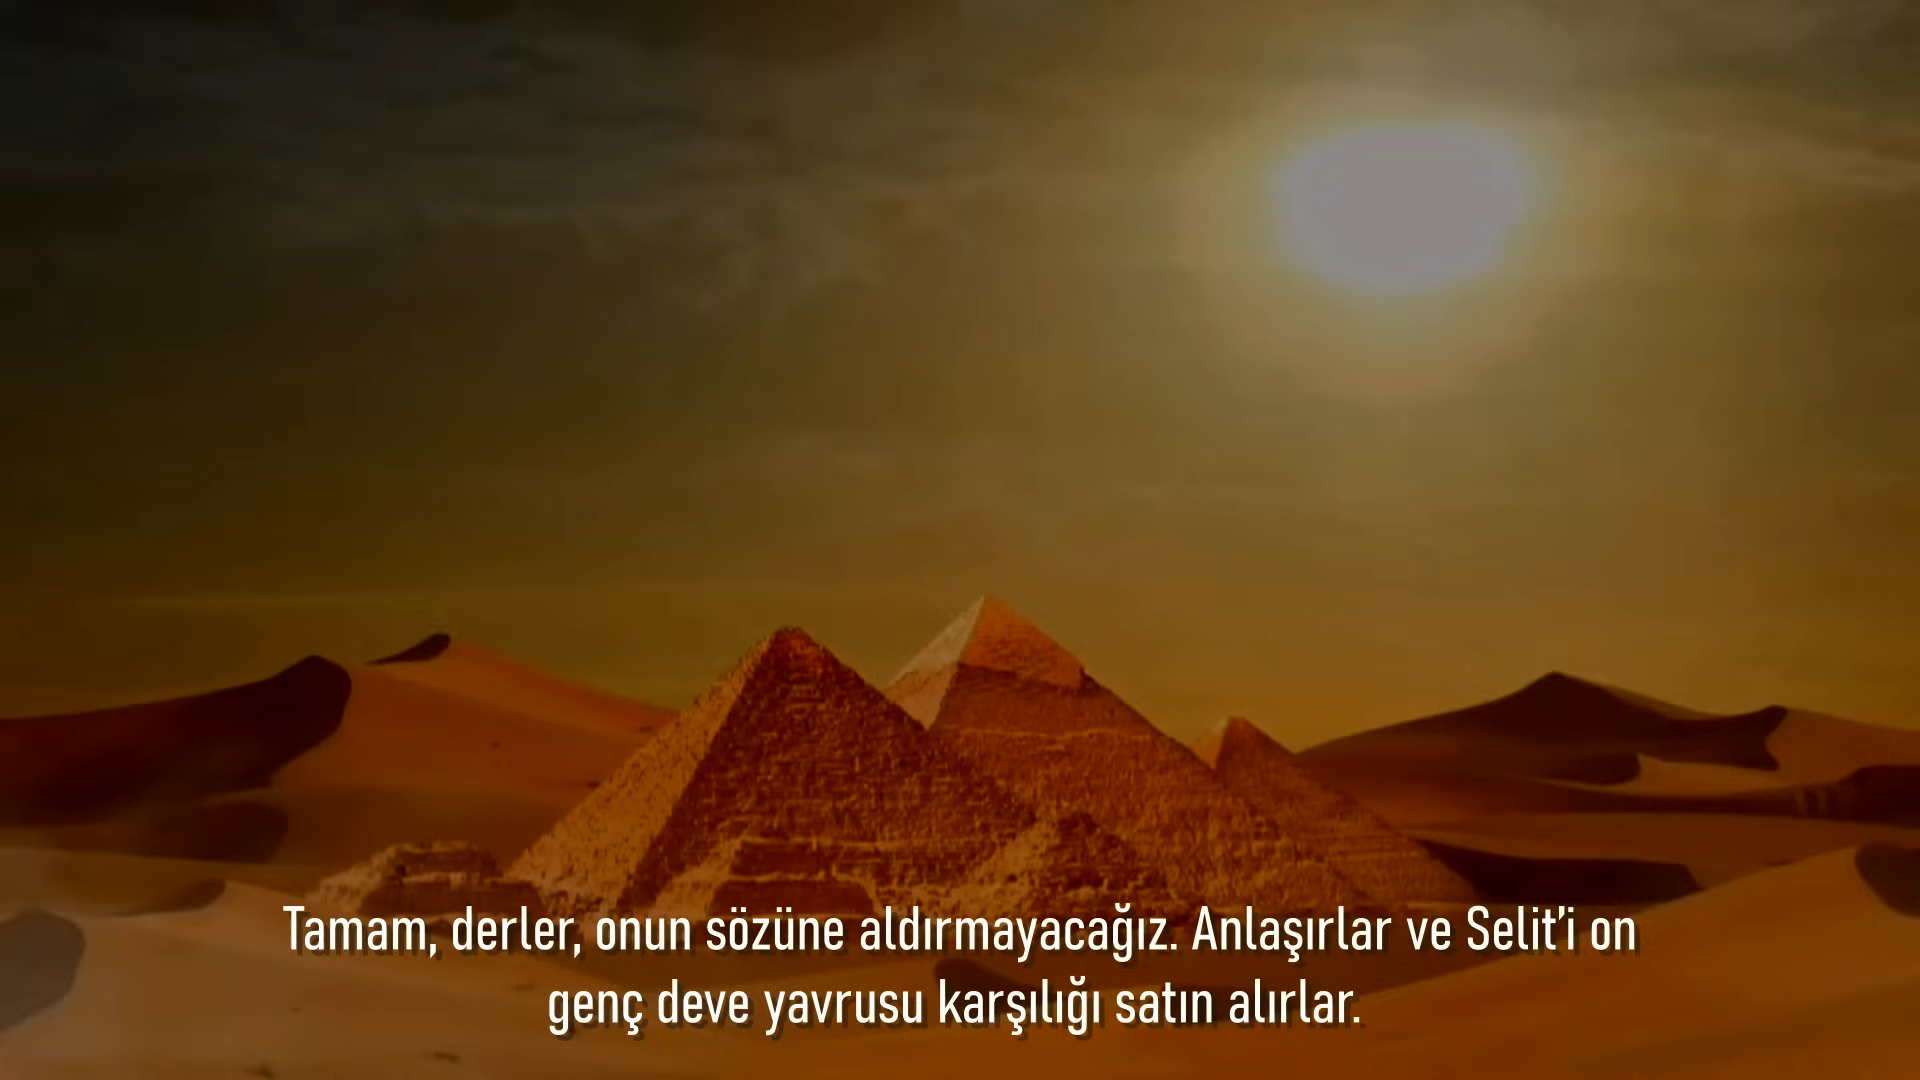 Tamam, derler, onun sözüne aldırmayacağız. Anlaşırlar ve Selit’i on
genç deve yavrusu karşılığı satın alırlar.